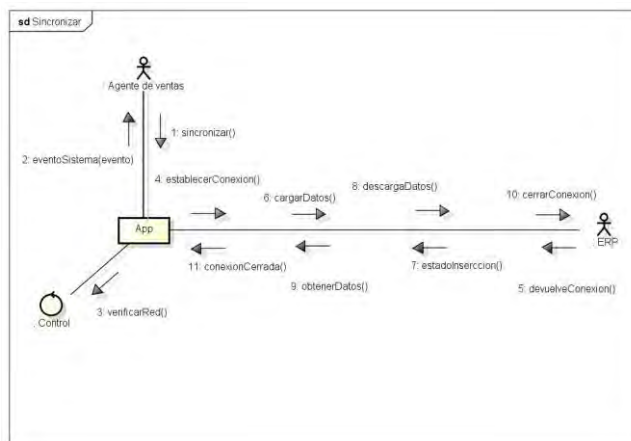 sd Sincronizar
Agente de ventas
1: sincronizar()
2: eventoSistema(evento)
4: establecerConexion()
8: descargaDatos()
6: cargarDatos()
10: cerrarConexion()
App
ERP
11: conexionCerrada()
7: estadoInserccion()
9: obtenerDatos()
5: devuelveConexion()
3: verificarRed()
Control